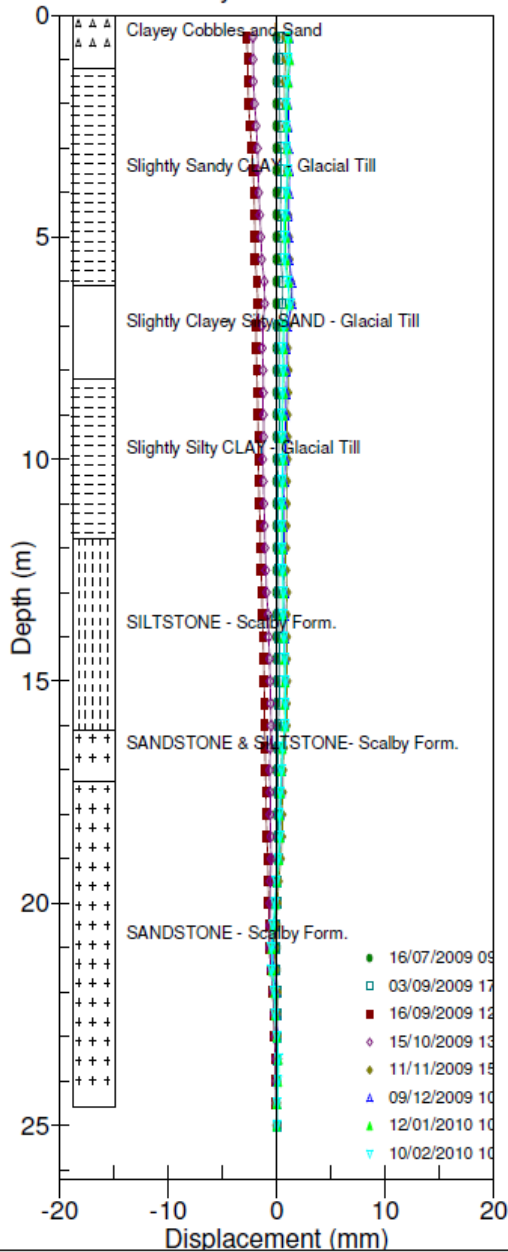 0
Clayey Cobbles and Sand
Slightly Sandy CLAY - Glacial Till
5
Slightly Clayey Silty SAND - Glacial Till
Slightly Silty CLAY - Glacial Till
10
Depth (m)
SILTSTONE - Scalby Form.
15
SANDSTONE & SILTSTONE- Scalby Form.
20
SANDSTONE - Scalby Form.
16/07/2009 09
03/09/2009 17
16/09/2009 12
15/10/2009 13
11/11/2009 15
09/12/2009 10
12/01/2010 10
10/02/2010 10
25
-20 -10 0 10 20
Displacement (mm)